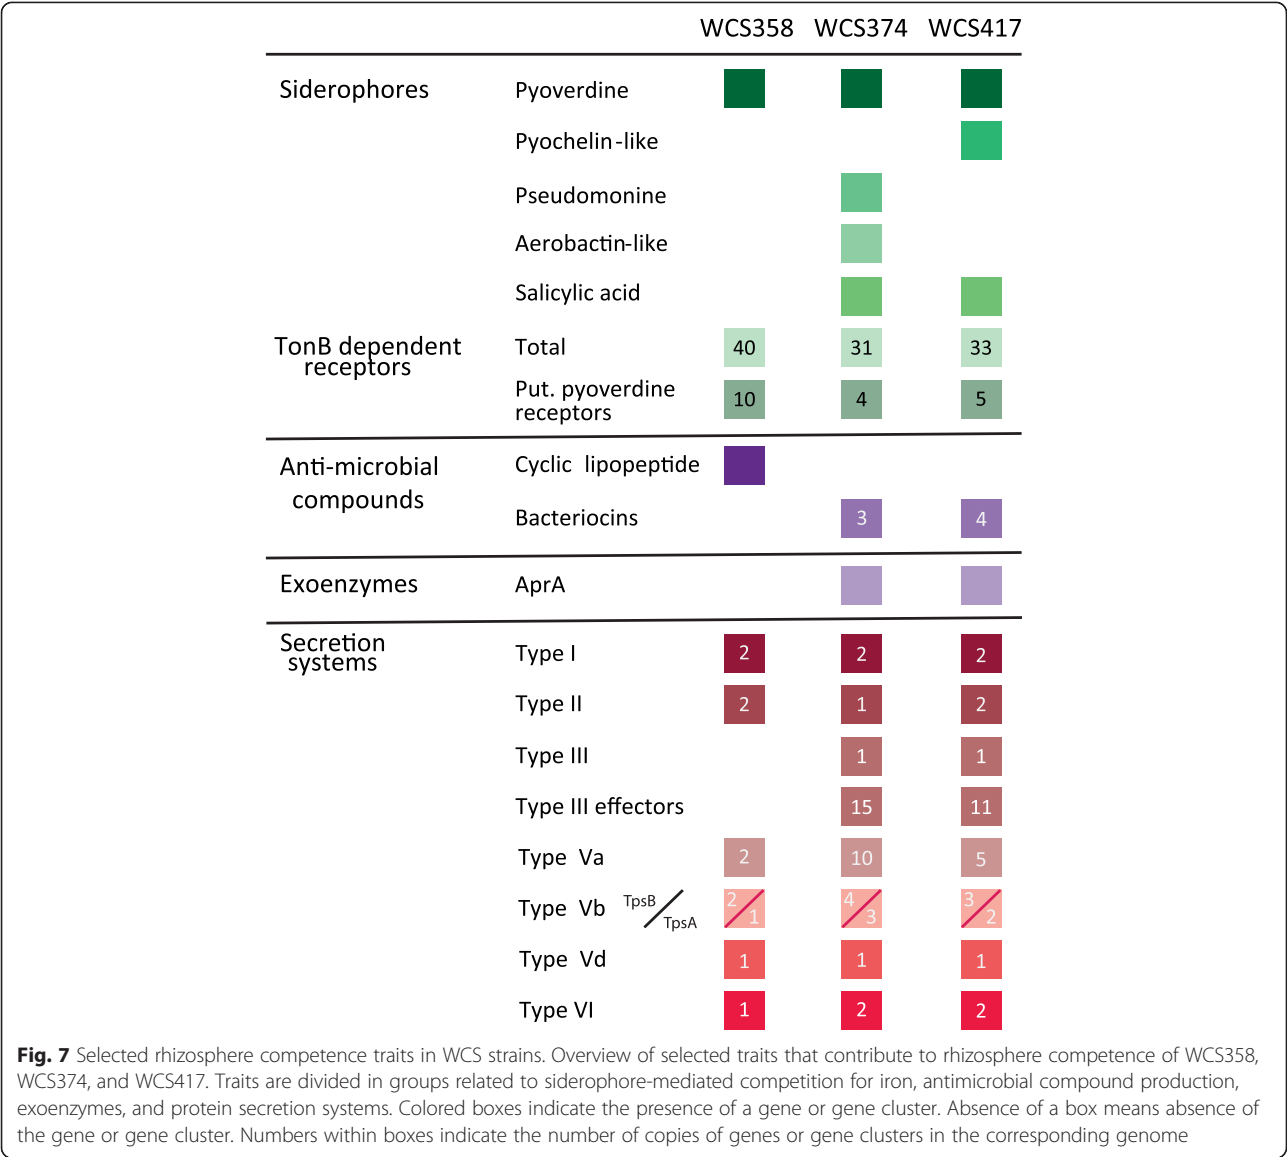 WCS358 WCS374 WCS417
Siderophores Pyoverdine
Pyochelin-like
Pseudomonine
Aerobactin-like
Salicylic acid
TonB dependent receptors Total 40 31 33
Put. pyoverdine receptors 10 4 5
Anti-microbial compounds Cyclic lipopeptide
Bacteriocins 3 4
Exoenzymes AprA
Secretion systems Type I 2 2 2
Type II 2 1 2
Type III 1 1
Type III effectors 15 11
Type Va 2 10 5
Type Vb TpsB/TpsA 2/1 4/3 3/2
Type Vd 1 1 1
Type VI 1 2 2
Fig. 7 Selected rhizosphere competence traits in WCS strains. Overview of selected traits that contribute to rhizosphere competence of WCS358,
WCS374, and WCS417. Traits are divided in groups related to siderophore-mediated competition for iron, antimicrobial compound production,
exoenzymes, and protein secretion systems. Colored boxes indicate the presence of a gene or gene cluster. Absence of a box means absence of
the gene or gene cluster. Numbers within boxes indicate the number of copies of genes or gene clusters in the corresponding genome